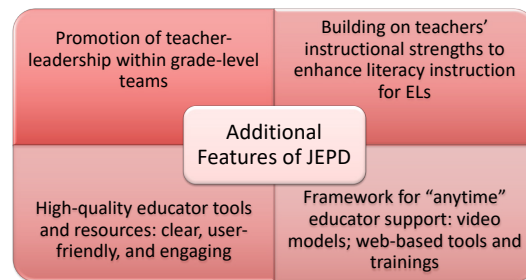 Promotion of teacher-
leadership within grade-level
teams
Building on teachers’
instructional strengths to
enhance literacy instruction
for ELs
Additional
Features of JEPD
High-quality educator tools
and resources: clear, user-
friendly, and engaging
Framework for “anytime”
educator support: video
models; web-based tools and
trainings